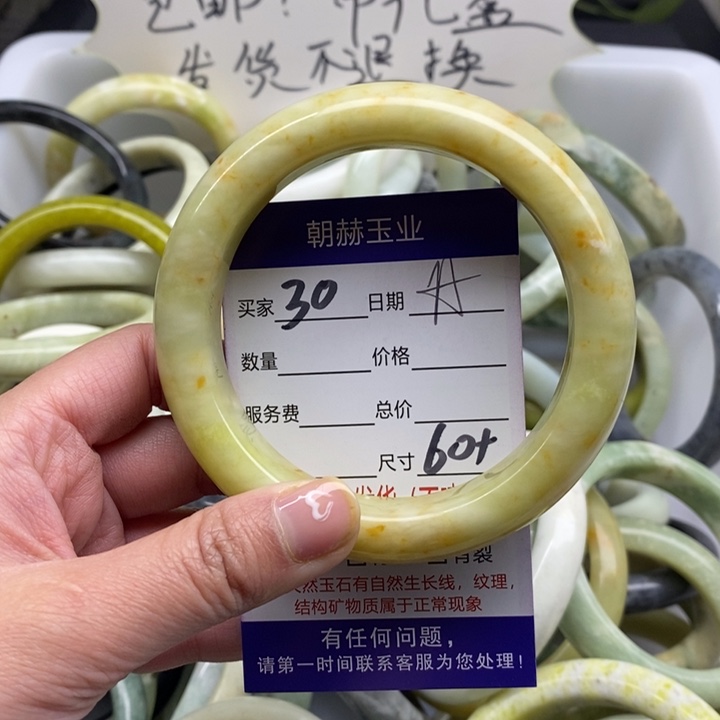 包邮！
发货不退换
朝赫玉业
买家 30 日期
数量 价格
服务费 总价
尺寸 60+
天然玉石有自然生长线，纹理，
结构矿物质属于正常现象
有任何问题，
请第一时间联系客服为您处理！